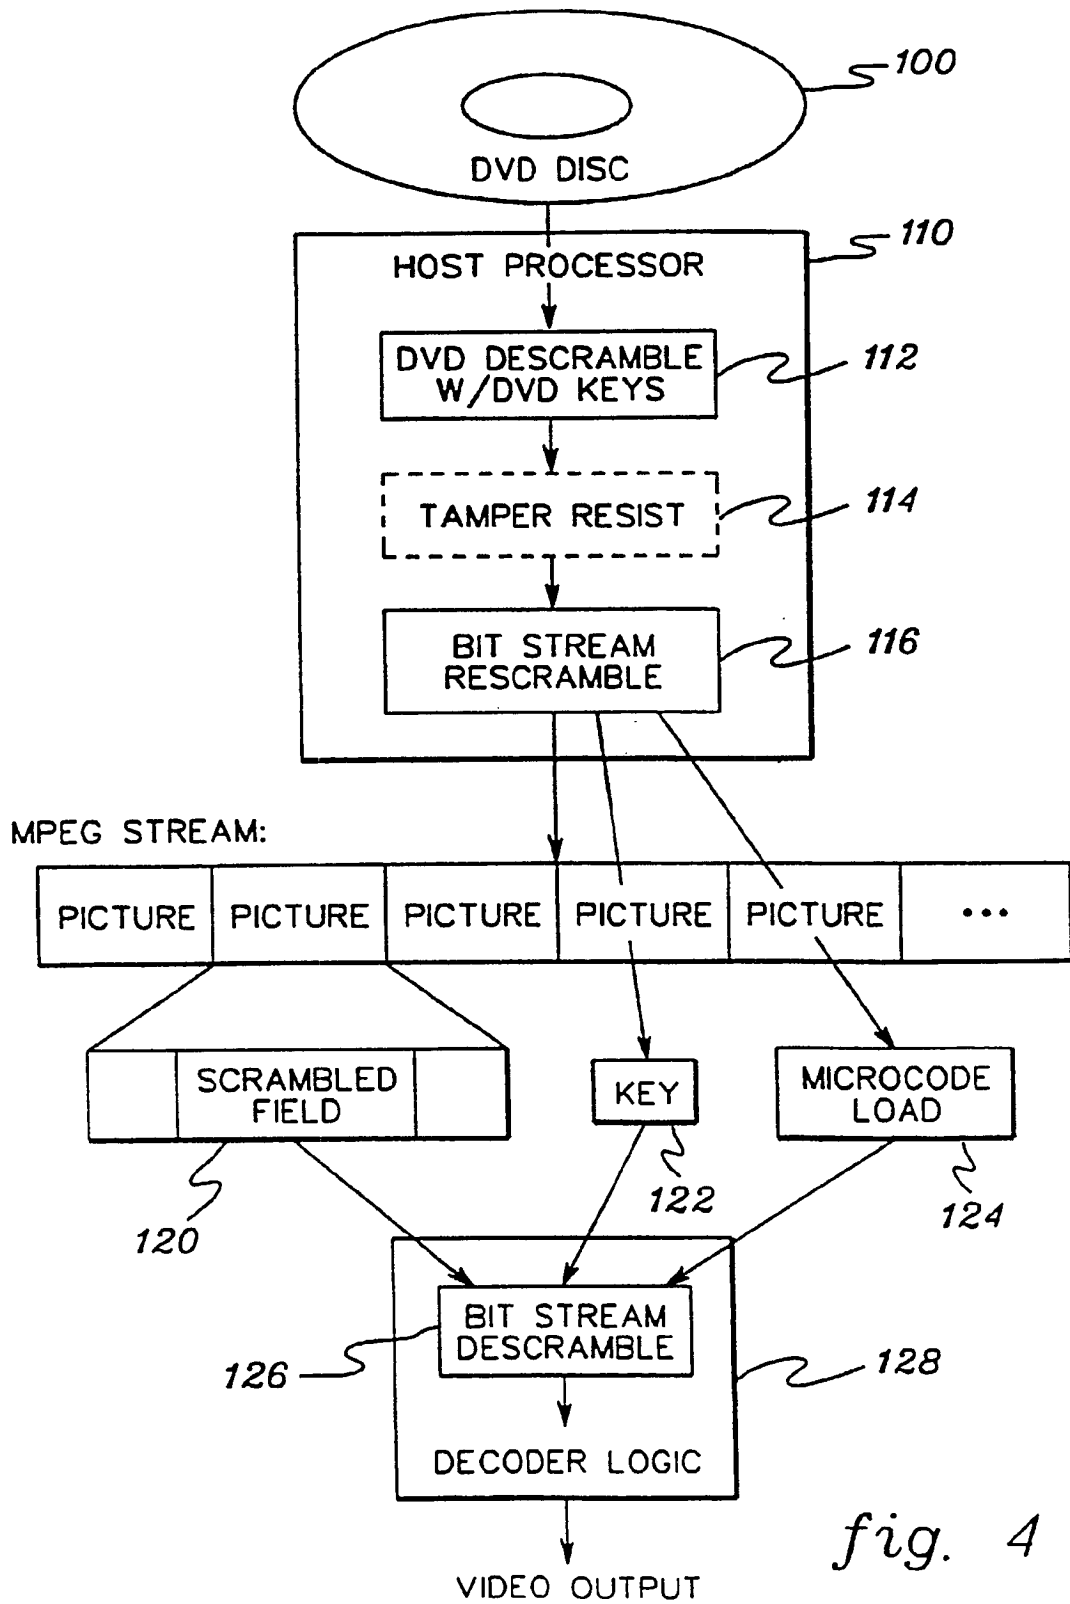 100
DVD DISC
110
HOST PROCESSOR
DVD DESCRAMBLE
W/DVD KEYS
112
TAMPER RESIST
114
BIT STREAM
RESCRAMBLE
116
MPEG STREAM:
PICTURE PICTURE PICTURE PICTURE PICTURE •••
SCRAMBLED
FIELD
KEY
MICROCODE
LOAD
120
122
124
BIT STREAM
DESCRAMBLE
126
128
DECODER LOGIC
fig. 4
VIDEO OUTPUT